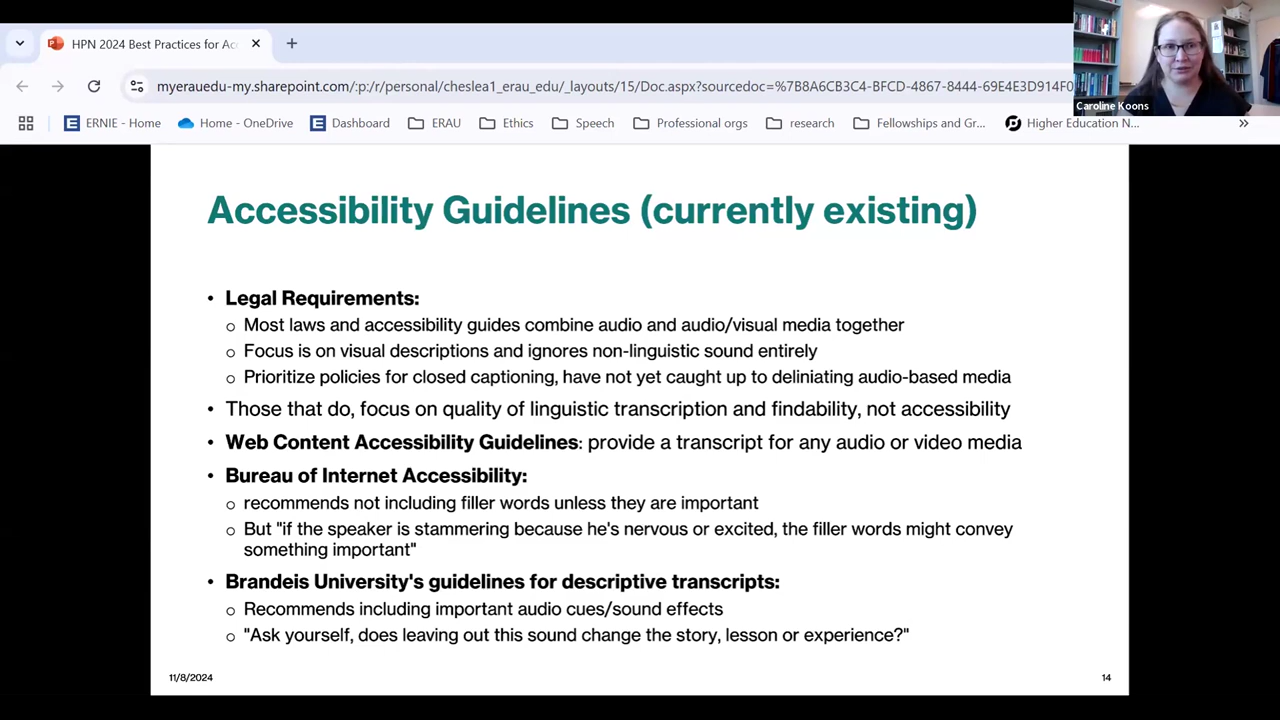 HPN 2024 Best Practices for Ac
myerauedu-my.sharepoint.com/:p:/r/personal/cheslea1_erau_edu/_layouts/15/Doc.aspx?sourcedoc=%7B8A6CB3C4-BFCD-4867-8444-69E4E3D914F0
Caroline Koons
ERNIE - Home
Home - OneDrive
Dashboard
ERAU
Ethics
Speech
Professional orgs
research
Fellowships and Gr...
Higher Education N...
»
Accessibility Guidelines (currently existing)
• Legal Requirements:
o Most laws and accessibility guides combine audio and audio/visual media together
o Focus is on visual descriptions and ignores non-linguistic sound entirely
o Prioritize policies for closed captioning, have not yet caught up to deliniating audio-based media
• Those that do, focus on quality of linguistic transcription and findability, not accessibility
• Web Content Accessibility Guidelines: provide a transcript for any audio or video media
• Bureau of Internet Accessibility:
o recommends not including filler words unless they are important
o But "if the speaker is stammering because he's nervous or excited, the filler words might convey
something important"
• Brandeis University's guidelines for descriptive transcripts:
o Recommends including important audio cues/sound effects
o "Ask yourself, does leaving out this sound change the story, lesson or experience?"
11/8/2024
14